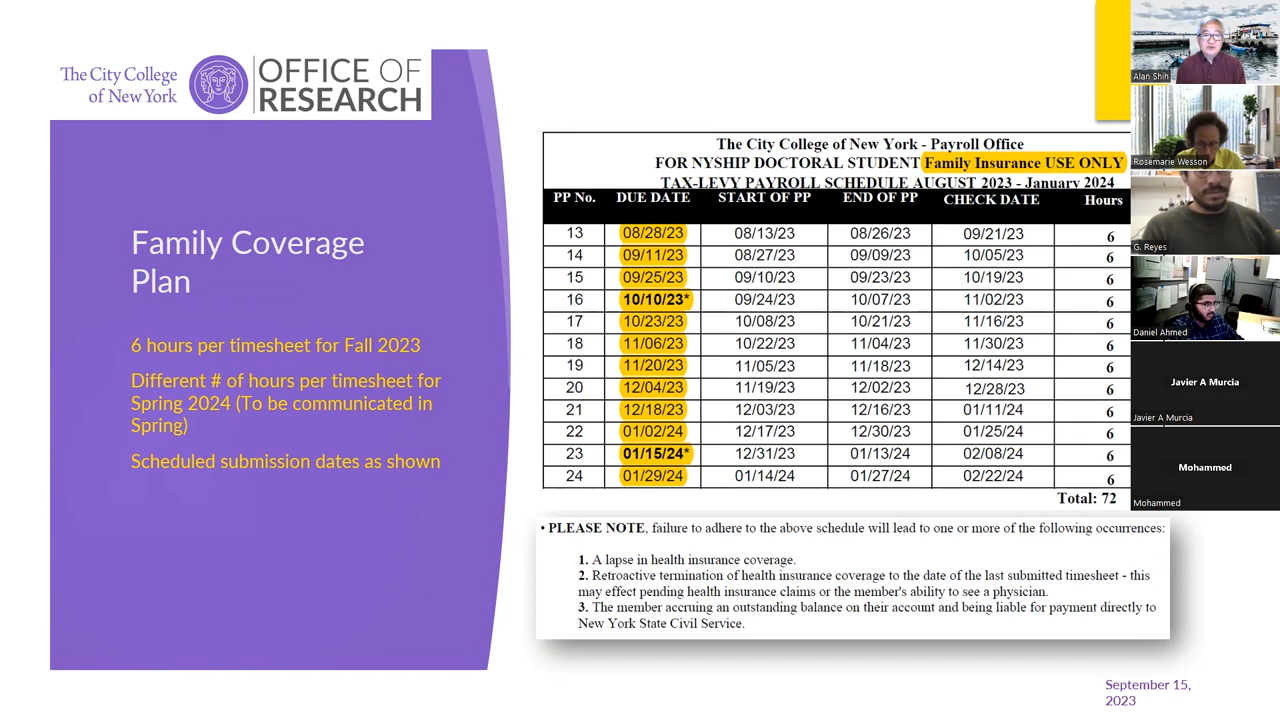 The City College
of New York
OFFICE OF
RESEARCH
Family Coverage
Plan
6 hours per timesheet for Fall 2023
Different # of hours per timesheet for
Spring 2024 (To be communicated in
Spring)
Scheduled submission dates as shown
The City College of New York - Payroll Office
FOR NYSHIP DOCTORAL STUDENT Family Insurance USE ONLY
TAX-LEVY PAYROLL SCHEDULE AUGUST 2023 - January 2024
PP No. DUE DATE START OF PP END OF PP CHECK DATE Hours
13 08/28/23 08/13/23 08/26/23 09/21/23 6
14 09/11/23 08/27/23 09/09/23 10/05/23 6
15 09/25/23 09/10/23 09/23/23 10/19/23 6
16 10/10/23* 09/24/23 10/07/23 11/02/23 6
17 10/23/23 10/08/23 10/21/23 11/16/23 6
18 11/06/23 10/22/23 11/04/23 11/30/23 6
19 11/20/23 11/05/23 11/18/23 12/14/23 6
20 12/04/23 11/19/23 12/02/23 12/28/23 6
21 12/18/23 12/03/23 12/16/23 01/11/24 6
22 01/02/24 12/17/23 12/30/23 01/25/24 6
23 01/15/24* 12/31/23 01/13/24 02/08/24 6
24 01/29/24 01/14/24 01/27/24 02/22/24 6
Total: 72
• PLEASE NOTE, failure to adhere to the above schedule will lead to one or more of the following occurrences:
1. A lapse in health insurance coverage.
2. Retroactive termination of health insurance coverage to the date of the last submitted timesheet - this
may effect pending health insurance claims or the member's ability to see a physician.
3. The member accruing an outstanding balance on their account and being liable for payment directly to
New York State Civil Service.
September 15,
2023
Alan Shih
Rosemarie Wesson
G. Reyes
Daniel Ahmed
Javier A Murcia
Javier A Murcia
Mohammed
Mohammed